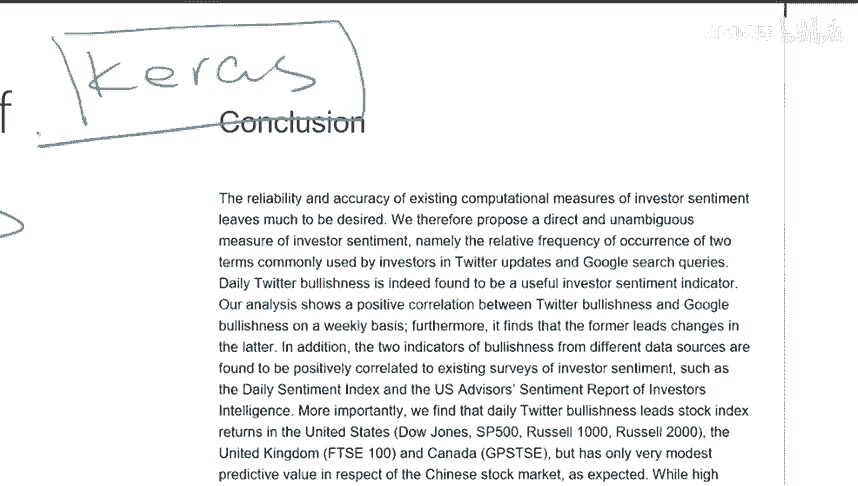 Keras
f
Conclusion
The reliability and accuracy of existing computational measures of investor sentiment
leaves much to be desired. We therefore propose a direct and unambiguous
measure of investor sentiment, namely the relative frequency of occurrence of two
terms commonly used by investors in Twitter updates and Google search queries.
Daily Twitter bullishness is indeed found to be a useful investor sentiment indicator.
Our analysis shows a positive correlation between Twitter bullishness and Google
bullishness on a weekly basis; furthermore, it finds that the former leads changes in
the latter. In addition, the two indicators of bullishness from different data sources are
found to be positively correlated to existing surveys of investor sentiment, such as
the Daily Sentiment Index and the US Advisors' Sentiment Report of Investors
Intelligence. More importantly, we find that daily Twitter bullishness leads stock index
returns in the United States (Dow Jones, SP500, Russell 1000, Russell 2000), the
United Kingdom (FTSE 100) and Canada (GPSTSE), but has only very modest
predictive value in respect of the Chinese stock market, as expected. While high